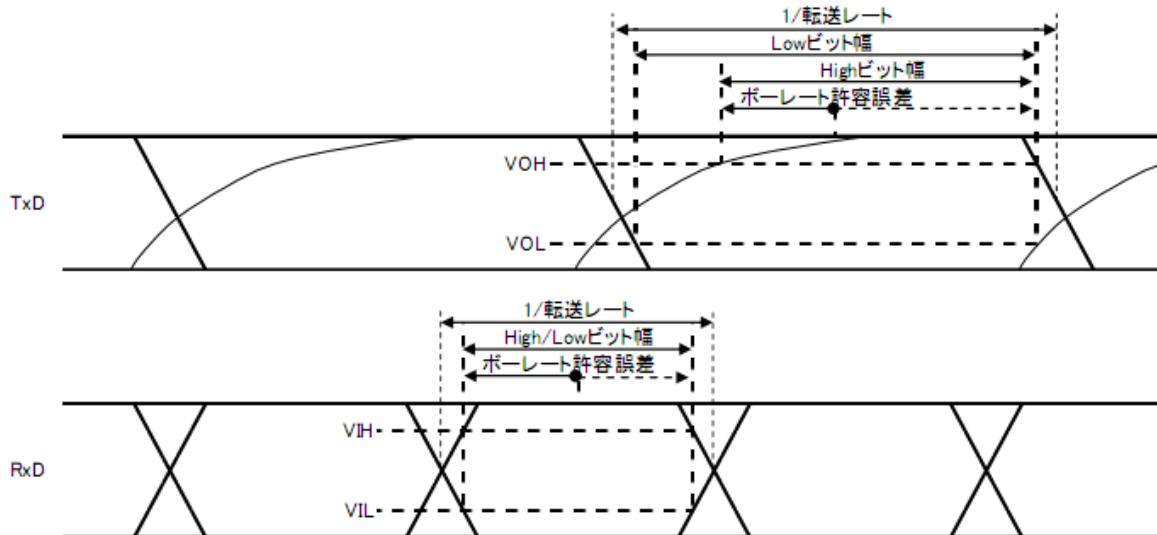 1/転送レート
Lowビット幅
Highビット幅
ボーレート許容誤差
VOH
TxD
VOL
1/転送レート
High/Lowビット幅
ボーレート許容誤差
VIH
RxD
VIL